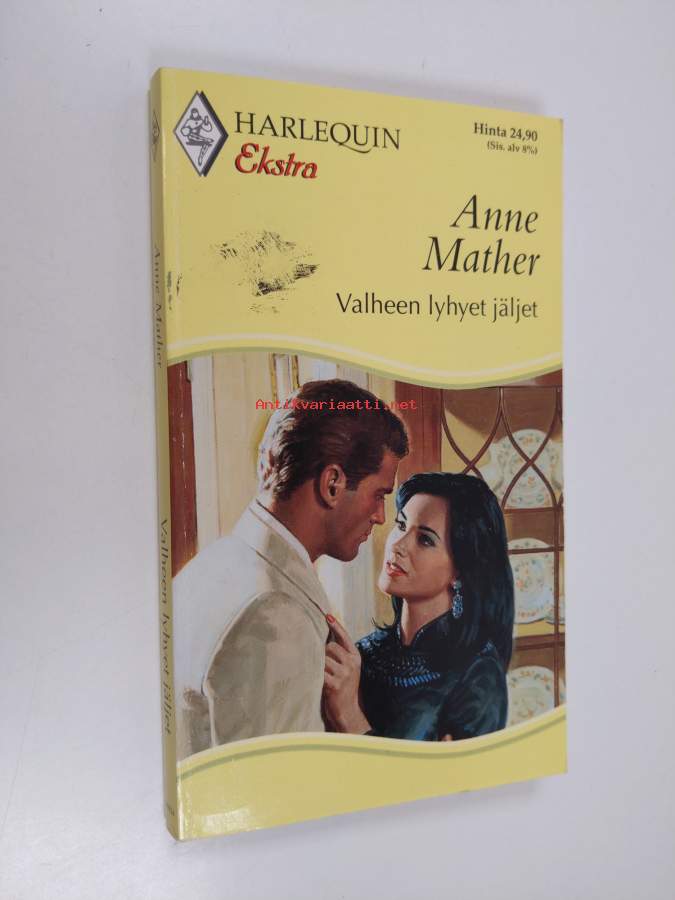 HARLEQUIN
Ekstra
Hinta 24,90
(Sis. alv 8%)
Anne
Mather
Valheen lyhyet jäljet
Antikvariaatti.net
Anne Mather
Valheen lyhyet jäljet